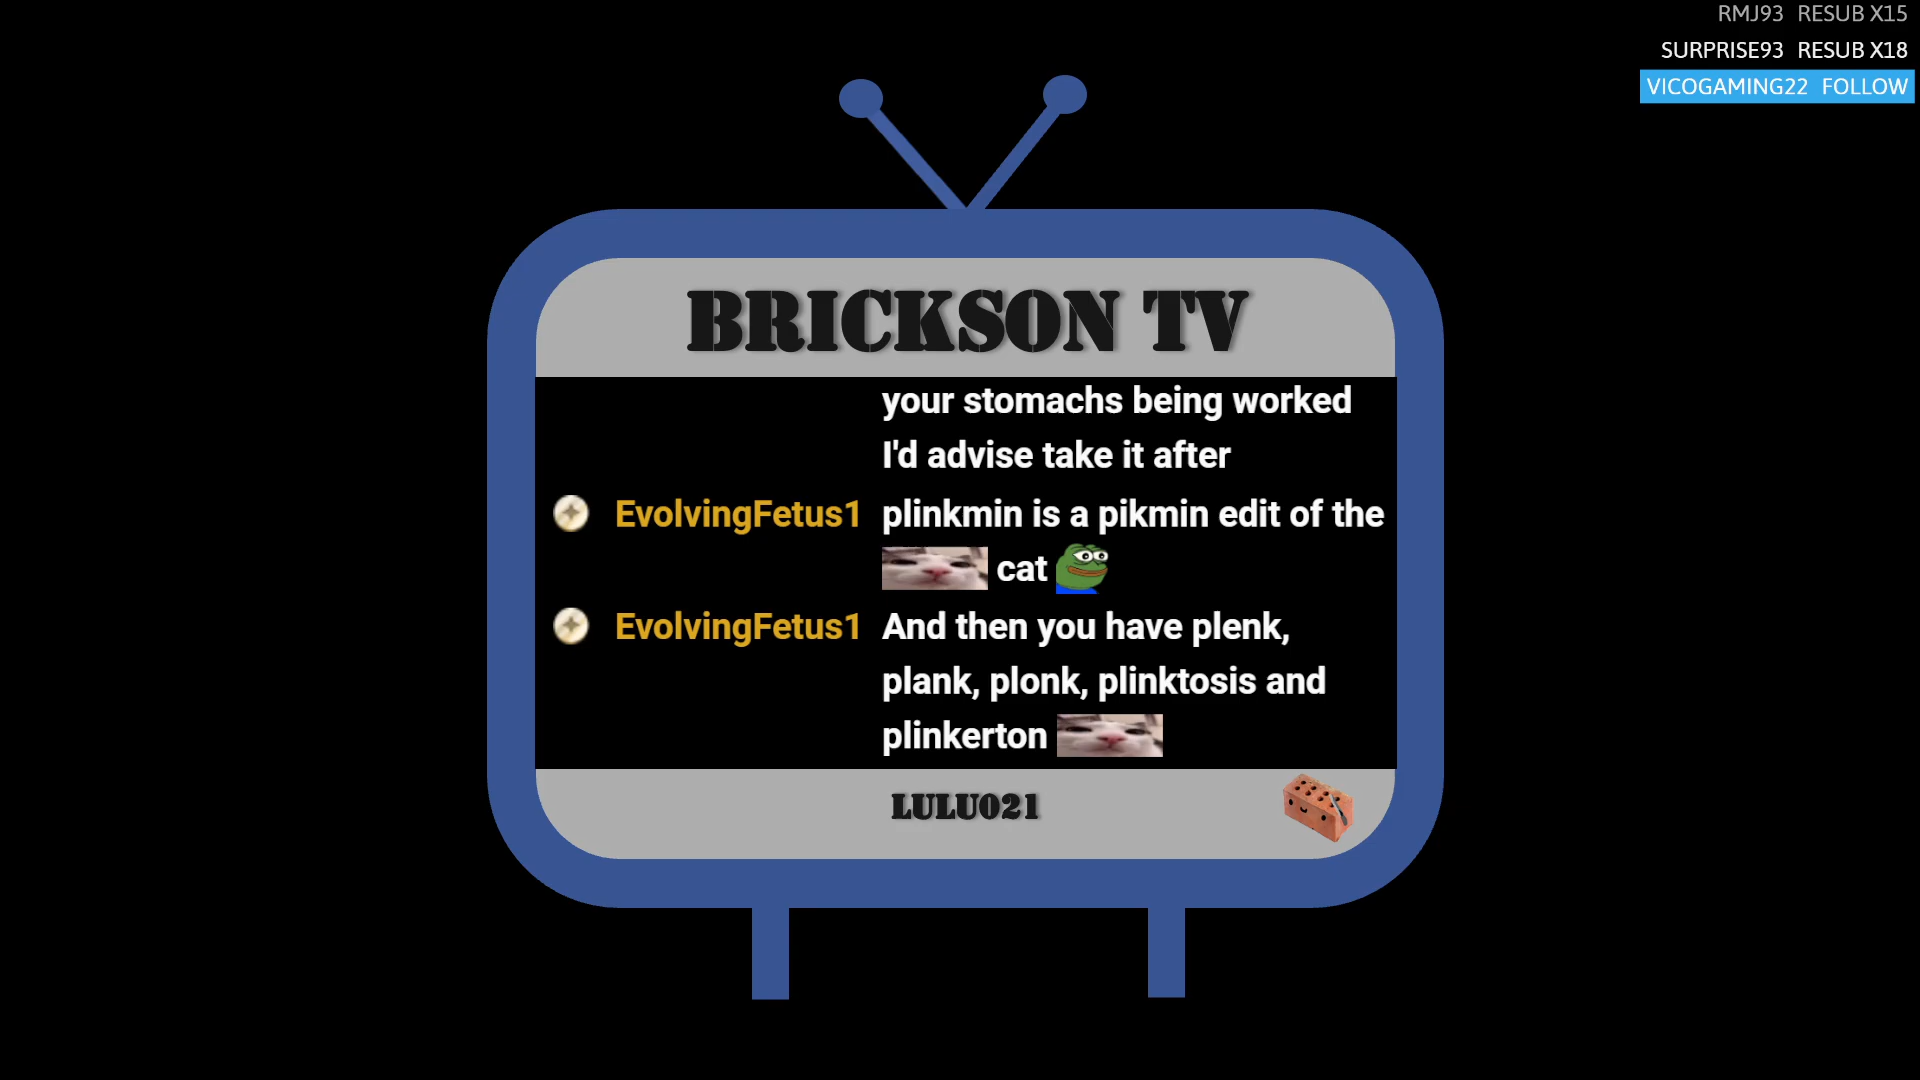 RMJ93 RESUB X15
SURPRISE93 RESUB X18
VICOGAMING22 FOLLOW
BRICKSON TV
your stomachs being worked
I'd advise take it after
EvolvingFetus1 plinkmin is a pikmin edit of the
cat
EvolvingFetus1 And then you have plenk,
plank, plonk, plinktosis and
plinkerton
LULU021